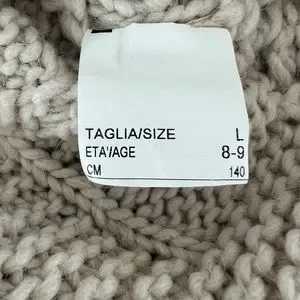 TAGLIA/SIZE L
ETA'/AGE 8-9
CM 140